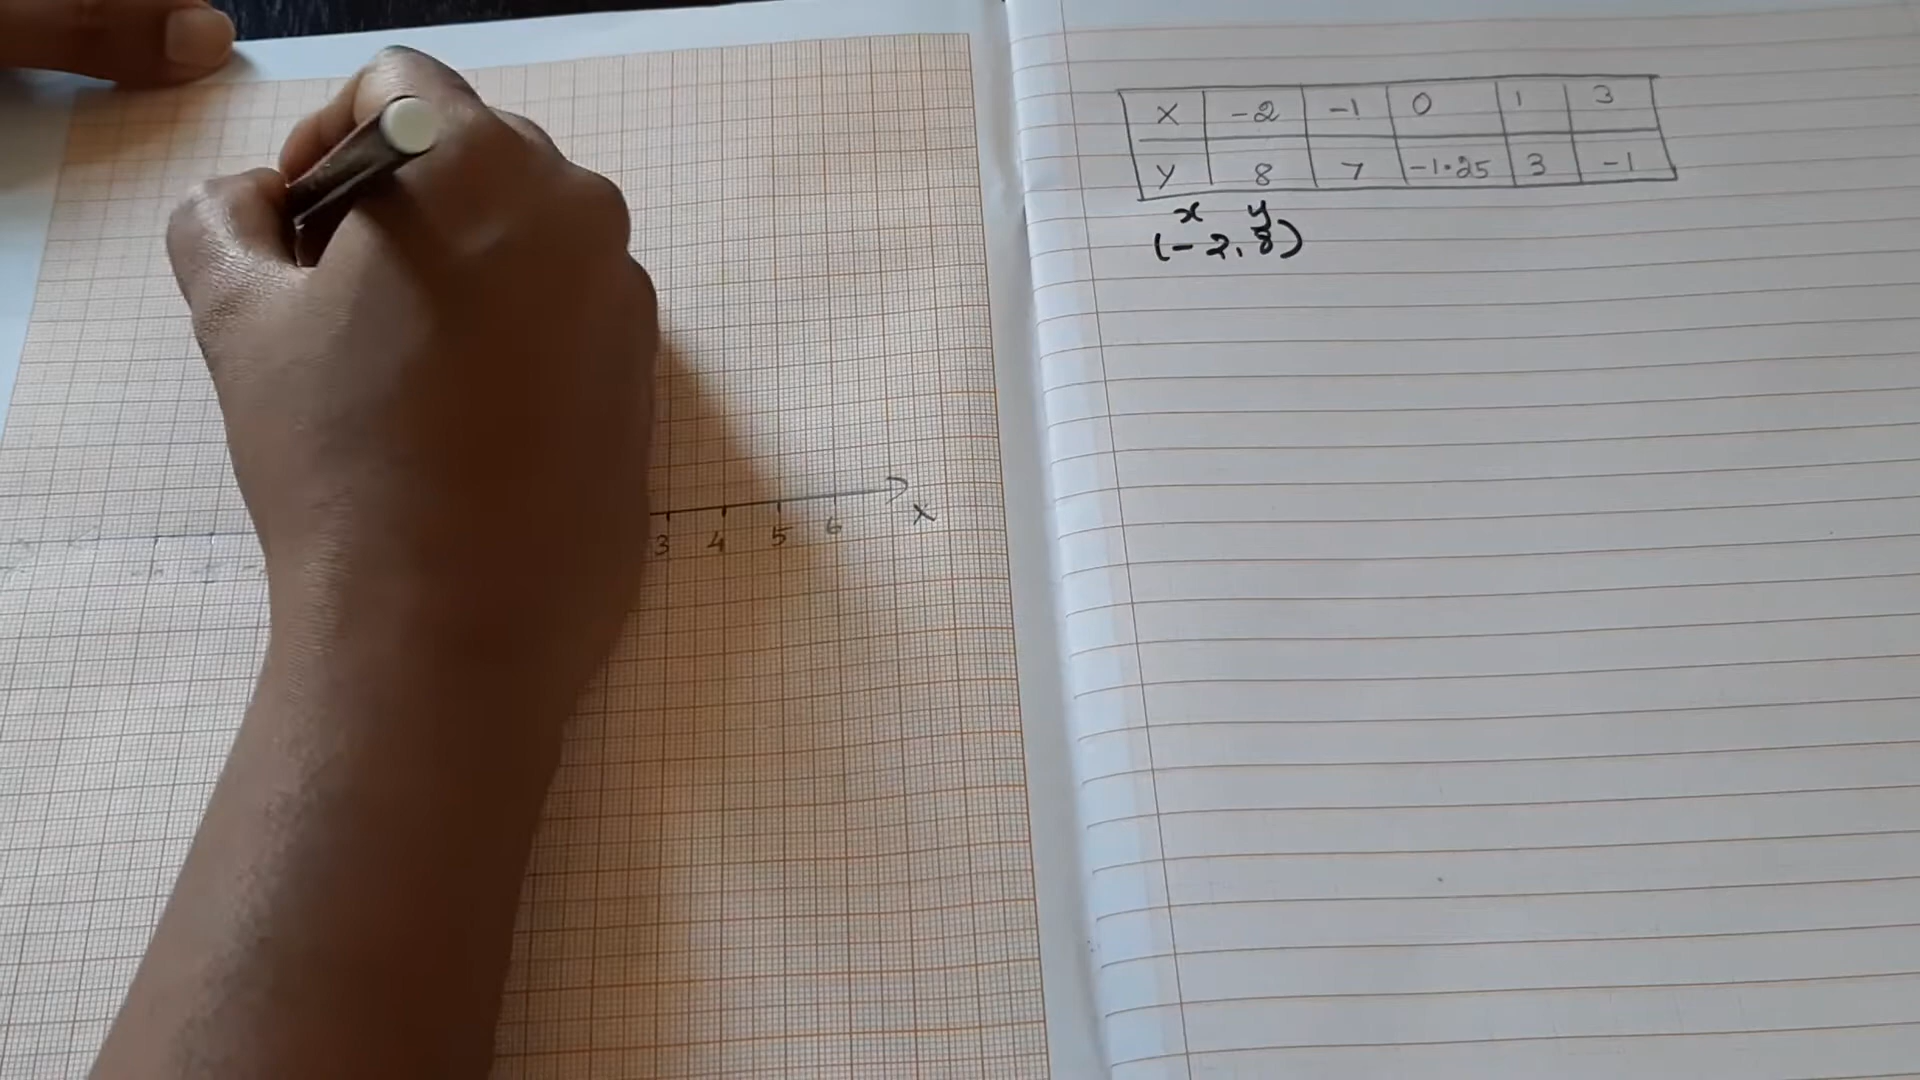 X -2 -1 0 1 3
Y 8 7 -1.25 3 -1
x y
(-2, 8)
3 4 5 6 X